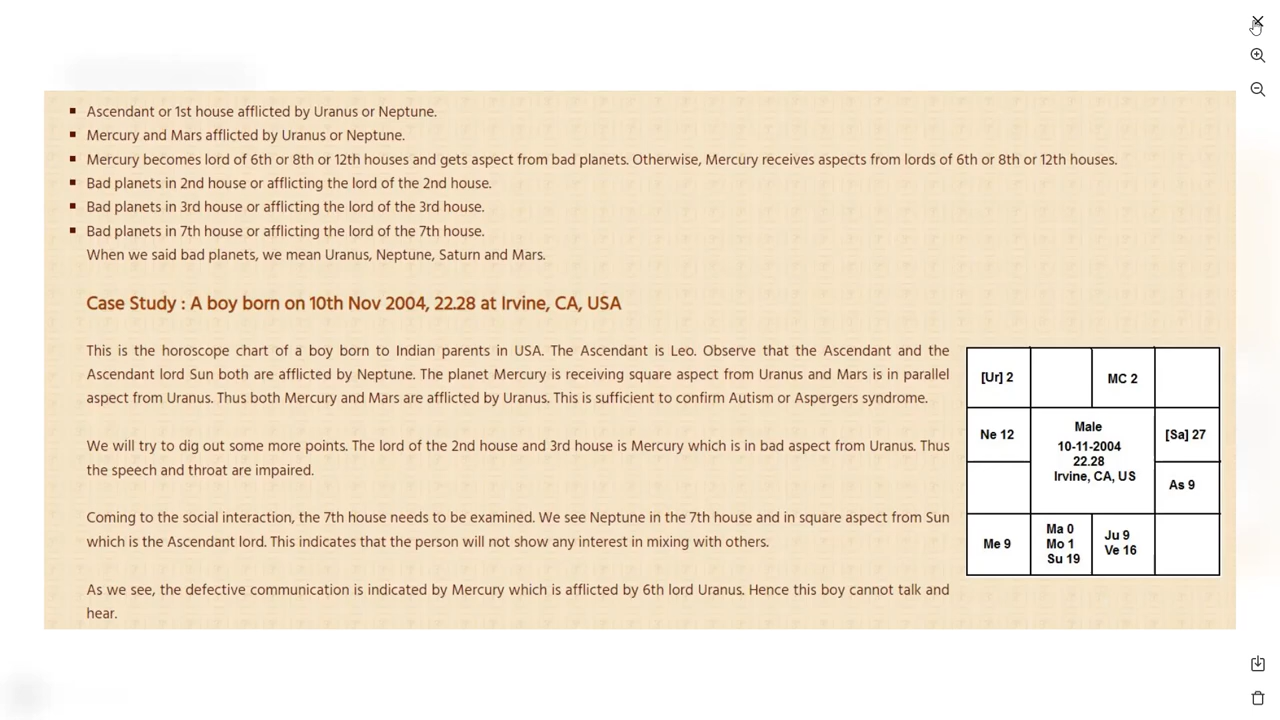 Ascendant or 1st house afflicted by Uranus or Neptune.
Mercury and Mars afflicted by Uranus or Neptune.
Mercury becomes lord of 6th or 8th or 12th houses and gets aspect from bad planets. Otherwise, Mercury receives aspects from lords of 6th or 8th or 12th houses.
Bad planets in 2nd house or afflicting the lord of the 2nd house.
Bad planets in 3rd house or afflicting the lord of the 3rd house.
Bad planets in 7th house or afflicting the lord of the 7th house.
When we said bad planets, we mean Uranus, Neptune, Saturn and Mars.
Case Study : A boy born on 10th Nov 2004, 22.28 at Irvine, CA, USA
This is the horoscope chart of a boy born to Indian parents in USA. The Ascendant is Leo. Observe that the Ascendant and the
Ascendant lord Sun both are afflicted by Neptune. The planet Mercury is receiving square aspect from Uranus and Mars is in parallel
aspect from Uranus. Thus both Mercury and Mars are afflicted by Uranus. This is sufficient to confirm Autism or Aspergers syndrome.
We will try to dig out some more points. The lord of the 2nd house and 3rd house is Mercury which is in bad aspect from Uranus. Thus
the speech and throat are impaired.
Coming to the social interaction, the 7th house needs to be examined. We see Neptune in the 7th house and in square aspect from Sun
which is the Ascendant lord. This indicates that the person will not show any interest in mixing with others.
As we see, the defective communication is indicated by Mercury which is afflicted by 6th lord Uranus. Hence this boy cannot talk and
hear.
[Ur] 2
MC 2
Ne 12
Male
10-11-2004
22.28
Irvine, CA, US
[Sa] 27
As 9
Me 9
Ma 0
Mo 1
Su 19
Ju 9
Ve 16